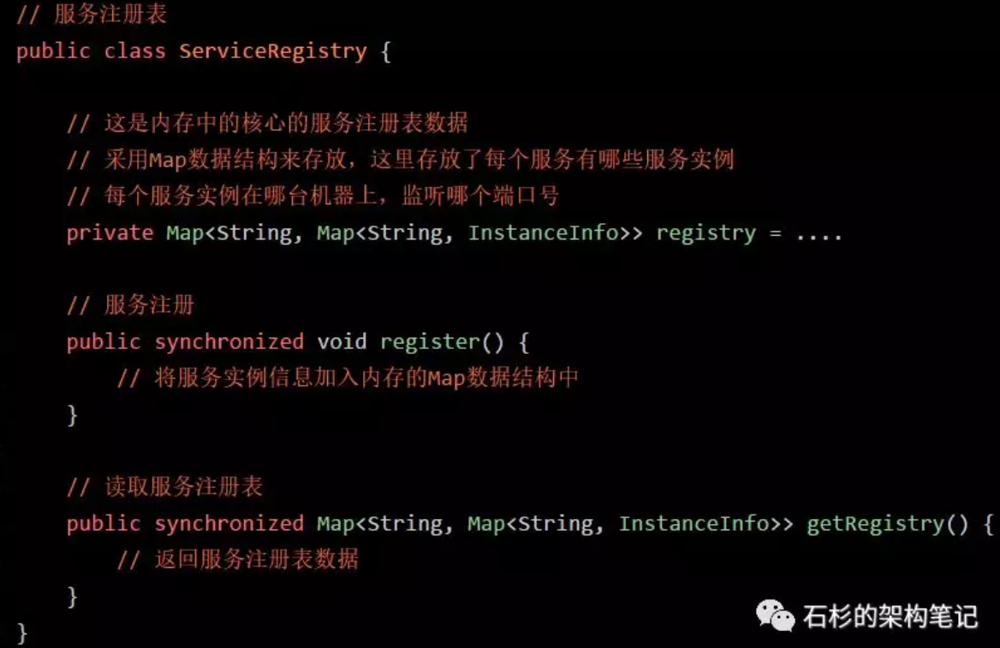 // 服务注册表
public class ServiceRegistry {
// 这是内存中的核心的服务注册表数据
// 采用Map数据结构来存放，这里存放了每个服务有哪些服务实例
// 每个服务实例在哪台机器上，监听哪个端口号
private Map<String, Map<String, InstanceInfo>> registry = ....
// 服务注册
public synchronized void register() {
// 将服务实例信息加入内存的Map数据结构中
}
// 读取服务注册表
public synchronized Map<String, Map<String, InstanceInfo>> getRegistry() {
// 返回服务注册表数据
}
}
石杉的架构笔记